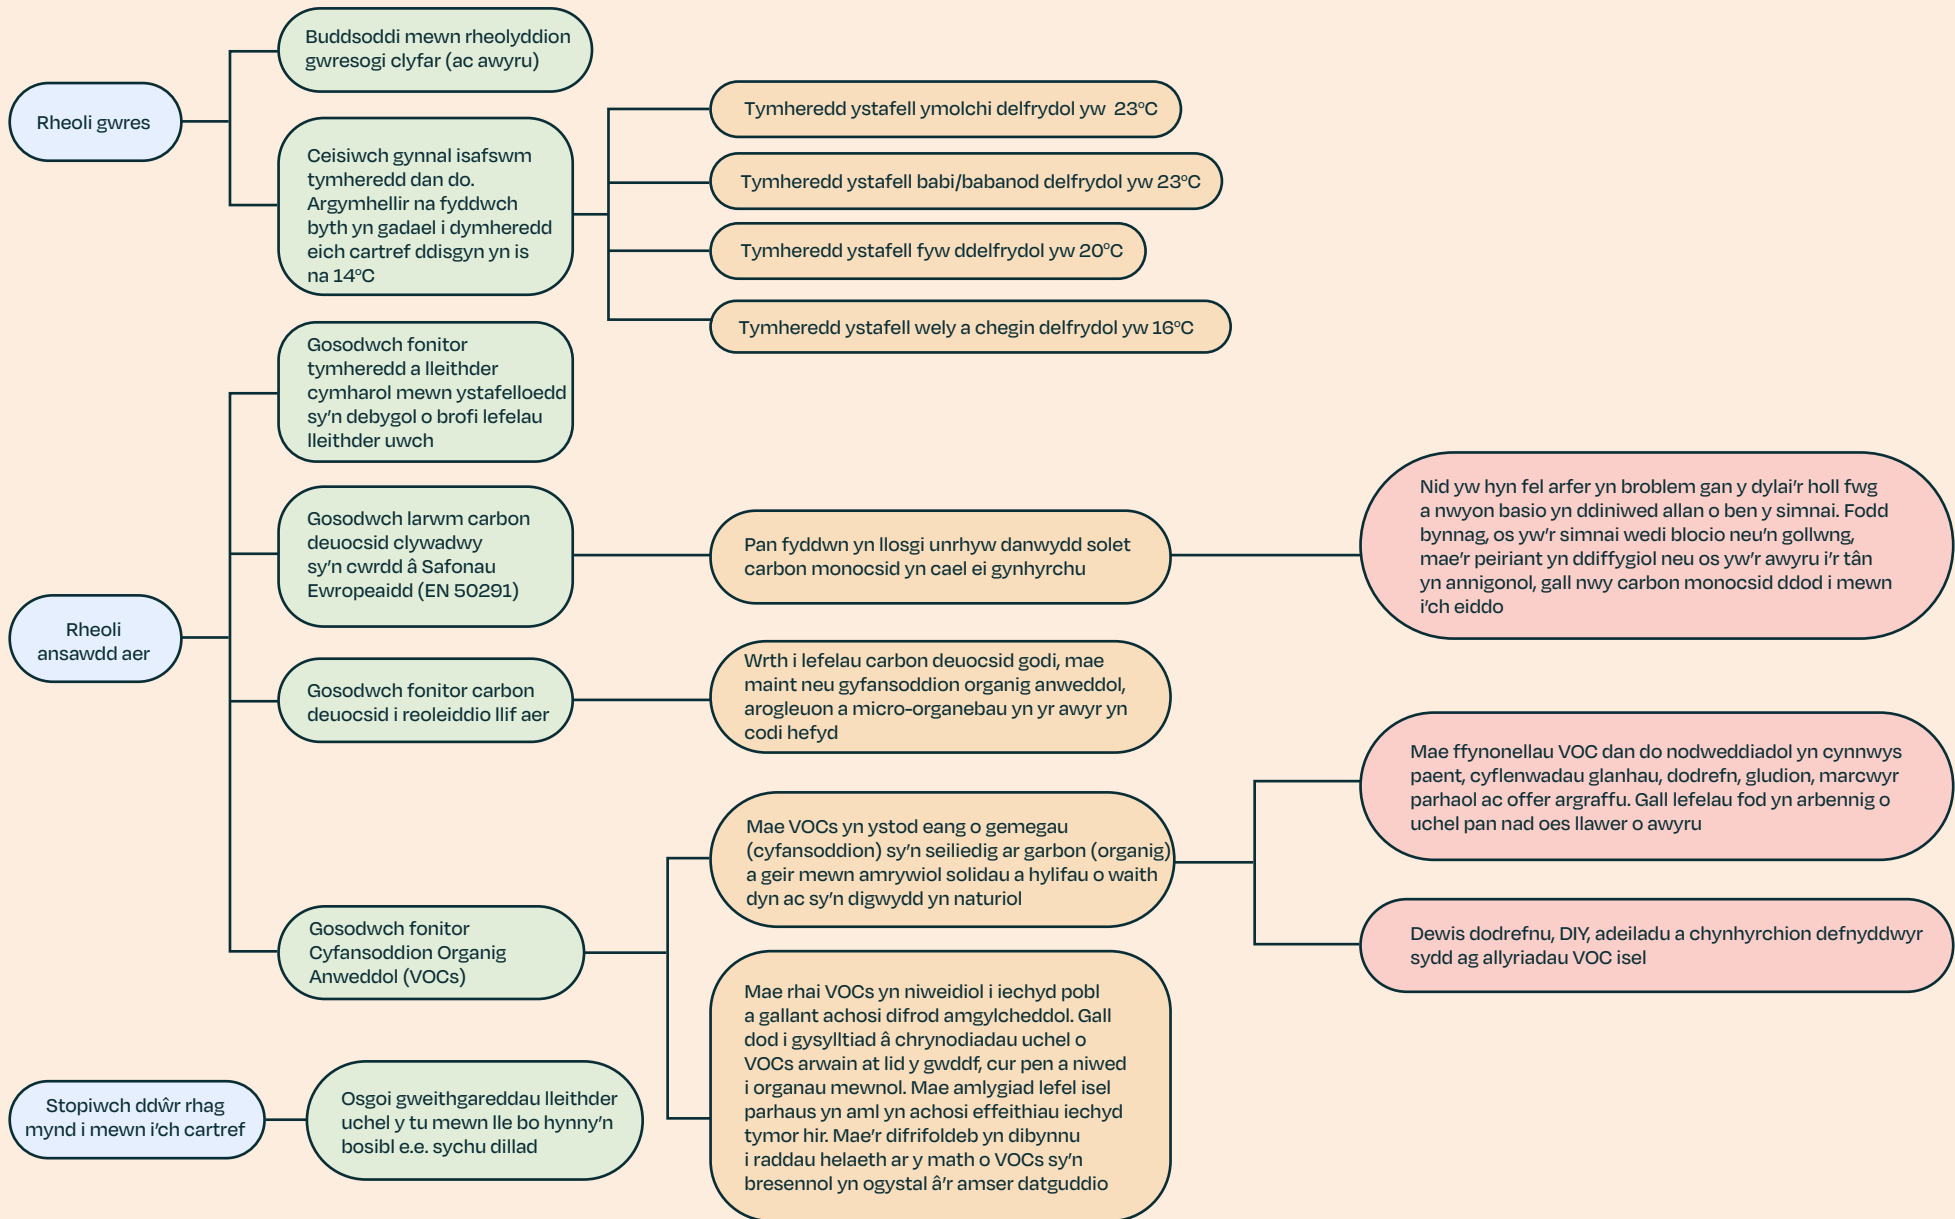 Rheoli gwres
Buddsoddi mewn rheolyddion
gwresogi clyfar (ac awyru)
Ceisiwch gynnal isafswm
tymheredd dan do.
Argymhellir na fyddwch
byth yn gadael i dymheredd
eich cartref ddisgyn yn is
na 14°C
Tymheredd ystafell ymolchi delfrydol yw 23°C
Tymheredd ystafell babi/babanod delfrydol yw 23°C
Tymheredd ystafell fyw ddelfrydol yw 20°C
Tymheredd ystafell wely a chegin delfrydol yw 16°C
Rheoli
ansawdd aer
Gosodwch fonitor
tymheredd a lleithder
cymharol mewn ystafelloedd
sy'n debygol o brofi lefelau
lleithder uwch
Gosodwch larwm carbon
deuocsid clywadwy
sy'n cwrdd â Safonau
Ewropeaidd (EN 50291)
Pan fyddwn yn llosgi unrhyw danwydd solet
carbon monocsid yn cael ei gynhyrchu
Nid yw hyn fel arfer yn broblem gan y dylai'r holl fwg
a nwyon basio yn ddiniwed allan o ben y simnai. Fodd
bynnag, os yw'r simnai wedi blocio neu'n gollwng,
mae'r peiriant yn ddiffygiol neu os yw'r awyru i'r tân
yn annigonol, gall nwy carbon monocsid ddod i mewn
i'ch eiddo
Gosodwch fonitor carbon
deuocsid i reoleiddio llif aer
Wrth i lefelau carbon deuocsid godi, mae
maint neu gyfansoddion organig anweddol,
arogleuon a micro-organebau yn yr awyr yn
codi hefyd
Gosodwch fonitor
Cyfansoddion Organig
Anweddol (VOCs)
Mae VOCs yn ystod eang o gemegau
(cyfansoddion) sy'n seiliedig ar garbon (organig)
a geir mewn amrywiol solidau a hylifau o waith
dyn ac sy'n digwydd yn naturiol
Mae ffynonellau VOC dan do nodweddiadol yn cynnwys
paent, cyflenwadau glanhau, dodrefn, gludion, marcwyr
parhaol ac offer argraffu. Gall lefelau fod yn arbennig o
uchel pan nad oes llawer o awyru
Dewis dodrefnu, DIY, adeiladu a chynhyrchion defnyddwyr
sydd ag allyriadau VOC isel
Mae rhai VOCs yn niweidiol i iechyd pobl
a gallant achosi difrod amgylcheddol. Gall
dod i gysylltiad â chrynodiadau uchel o
VOCs arwain at lid y gwddf, cur pen a niwed
i organau mewnol. Mae amlygiad lefel isel
parhaus yn aml yn achosi effeithiau iechyd
tymor hir. Mae'r difrifoldeb yn dibynnu
i raddau helaeth ar y math o VOCs sy'n
bresennol yn ogystal â'r amser datguddio
Stopiwch ddŵr rhag
mynd i mewn i'ch cartref
Osgoi gweithgareddau lleithder
uchel y tu mewn lle bo hynny'n
bosibl e.e. sychu dillad